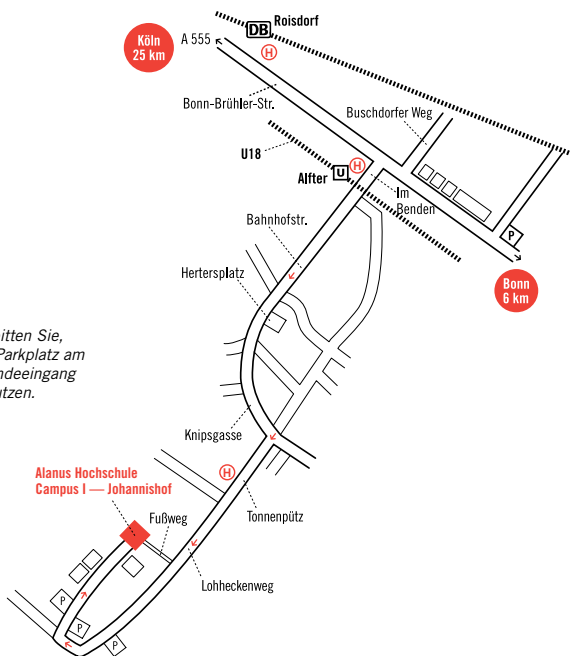 Roisdorf
DB
Köln
25 km
A 555
H
Bonn-Brühler-Str.
Buschdorfer Weg
U18
H
Alfter
U
Im
Benden
Bahnhofstr.
P
Hertersplatz
Bonn
6 km
itten Sie,
Parkplatz am
ndeeingang
utzen.
Knipsgasse
H
Alanus Hochschule
Campus I — Johannishof
Fußweg
Tonnenpütz
Lohheckenweg
P
P
P